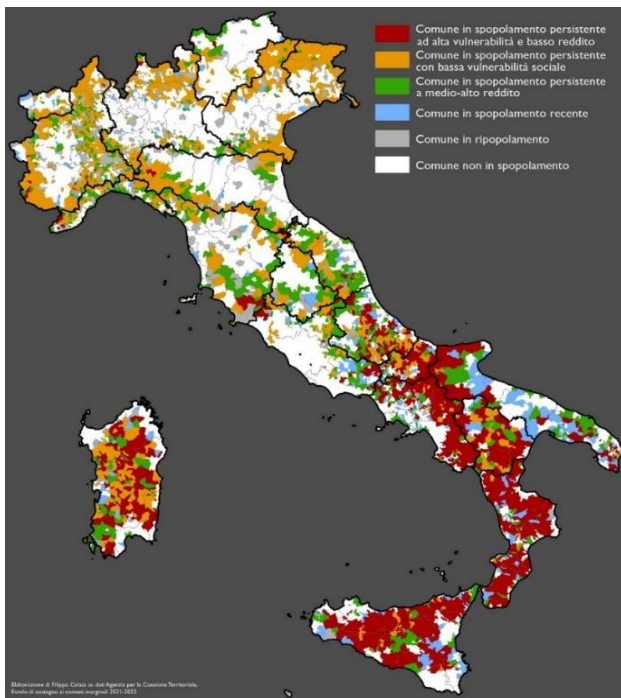 Comune in spopolamento persistente
ad alta vulnerabilità e basso reddito
Comune in spopolamento persistente
con bassa vulnerabilità sociale
Comune in spopolamento persistente
a medio-alto reddito
Comune in spopolamento recente
Comune in ripopolamento
Comune non in spopolamento
Elaborazione di Filippo Celata su dati Agenzia per la Coesione Territoriale,
Fondo di sostegno ai comuni marginali 2021-2023